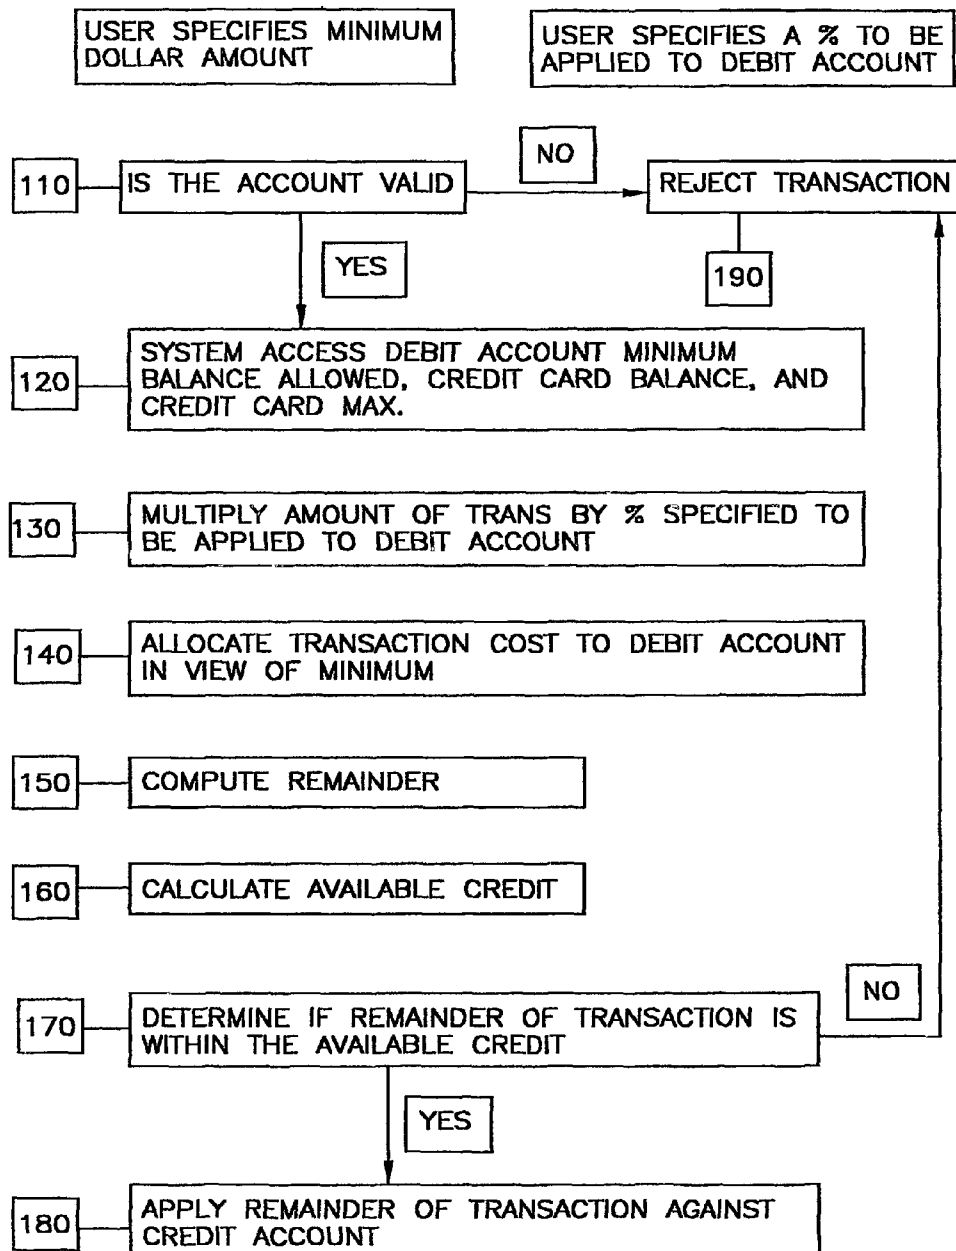 USER SPECIFIES MINIMUM
DOLLAR AMOUNT
USER SPECIFIES A % TO BE
APPLIED TO DEBIT ACCOUNT
NO
110
IS THE ACCOUNT VALID
REJECT TRANSACTION
YES
190
120
SYSTEM ACCESS DEBIT ACCOUNT MINIMUM
BALANCE ALLOWED, CREDIT CARD BALANCE, AND
CREDIT CARD MAX.
130
MULTIPLY AMOUNT OF TRANS BY % SPECIFIED TO
BE APPLIED TO DEBIT ACCOUNT
140
ALLOCATE TRANSACTION COST TO DEBIT ACCOUNT
IN VIEW OF MINIMUM
150
COMPUTE REMAINDER
160
CALCULATE AVAILABLE CREDIT
NO
170
DETERMINE IF REMAINDER OF TRANSACTION IS
WITHIN THE AVAILABLE CREDIT
YES
180
APPLY REMAINDER OF TRANSACTION AGAINST
CREDIT ACCOUNT